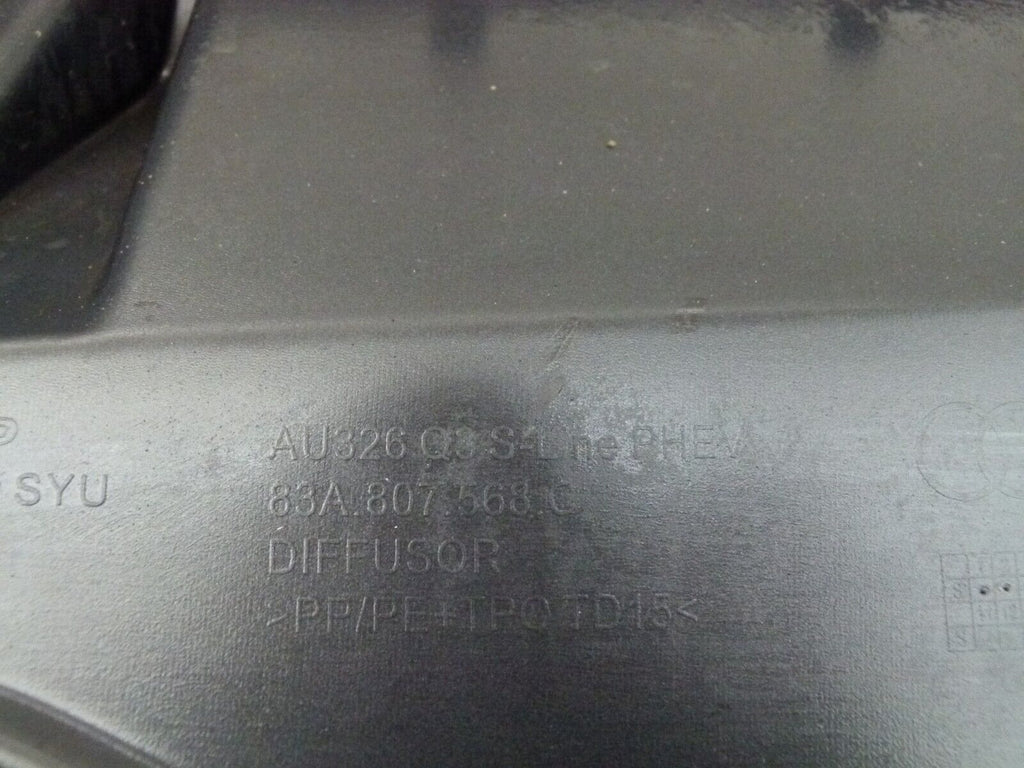 AU326 Q3 S-Line PHEV
SYU
83A.807.568.C
DIFFUSOR
>PP/PE+TPO TD15<